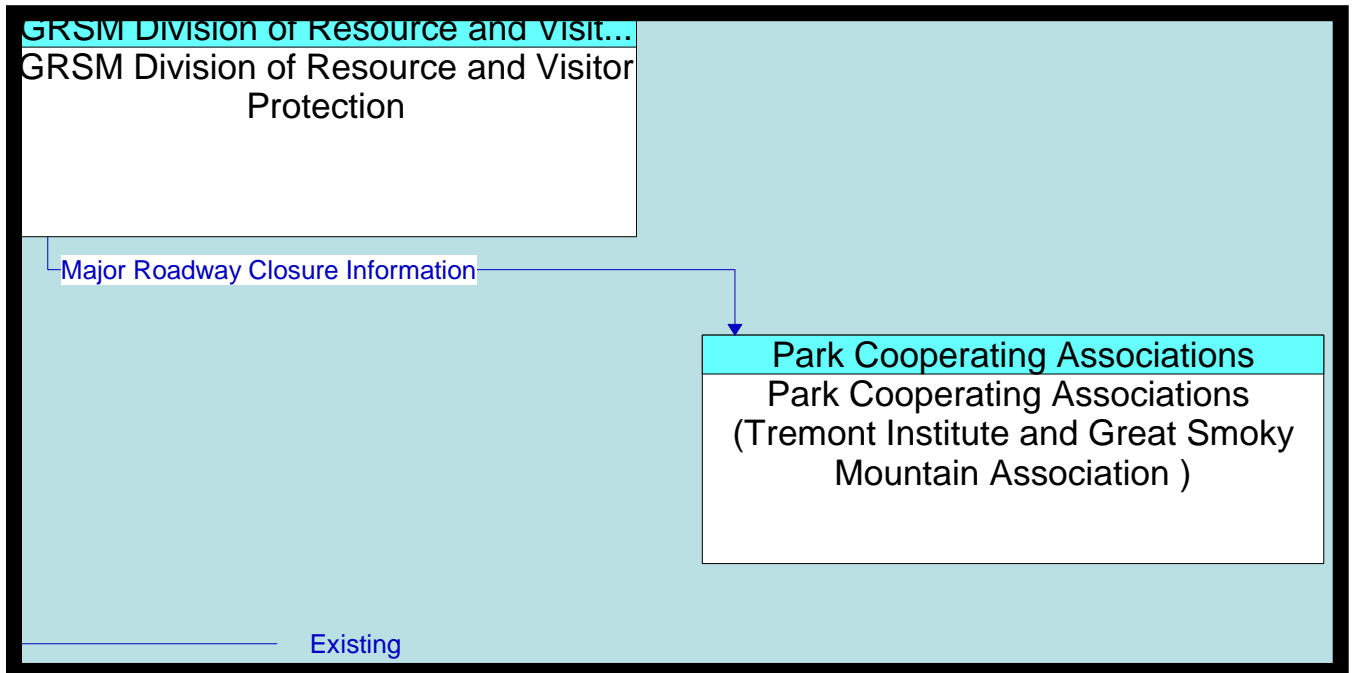 GRSM Division of Resource and Visit...
GRSM Division of Resource and Visitor
Protection
Major Roadway Closure Information
Park Cooperating Associations
Park Cooperating Associations
(Tremont Institute and Great Smoky
Mountain Association )
Existing